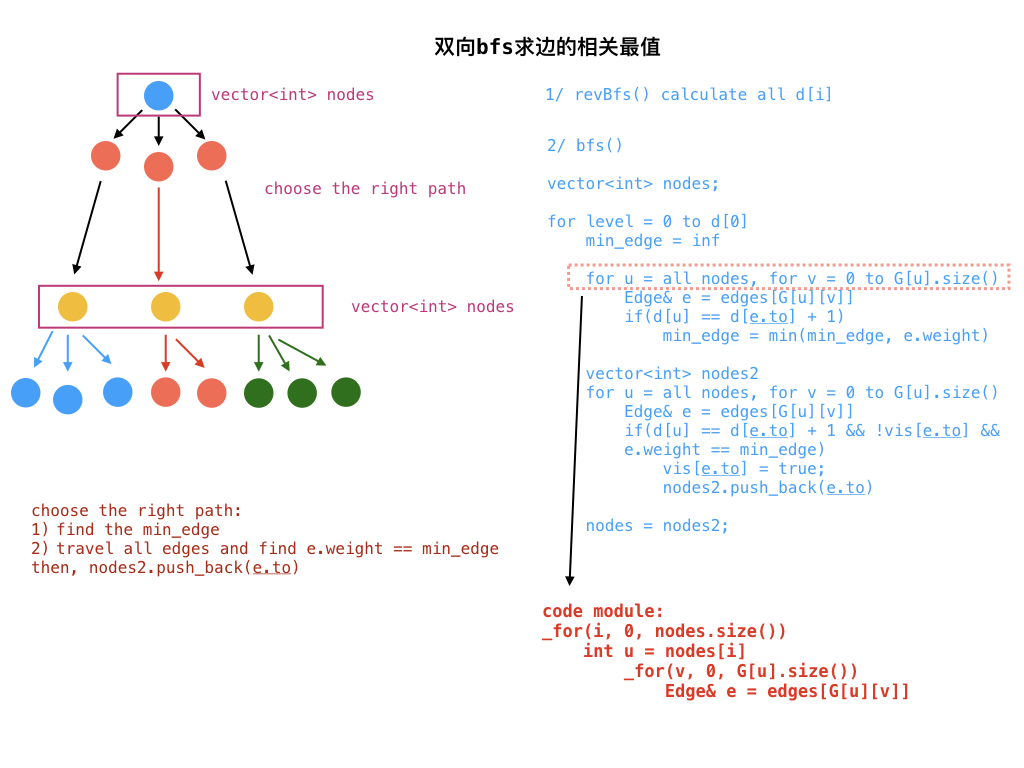 双向bfs求边的相关最值
vector<int> nodes
choose the right path
vector<int> nodes
choose the right path:
1) find the min_edge
2) travel all edges and find e.weight == min_edge
then, nodes2.push_back(e.to)
1/ revBfs() calculate all d[i]
2/ bfs()
vector<int> nodes;
for level = 0 to d[0]
    min_edge = inf
    for u = all nodes, for v = 0 to G[u].size()
        Edge& e = edges[G[u][v]]
        if(d[u] == d[e.to] + 1)
            min_edge = min(min_edge, e.weight)
    vector<int> nodes2
    for u = all nodes, for v = 0 to G[u].size()
        Edge& e = edges[G[u][v]]
        if(d[u] == d[e.to] + 1 && !vis[e.to] &&
        e.weight == min_edge)
            vis[e.to] = true;
            nodes2.push_back(e.to)
    nodes = nodes2;
code module:
_for(i, 0, nodes.size())
    int u = nodes[i]
        _for(v, 0, G[u].size())
            Edge& e = edges[G[u][v]]